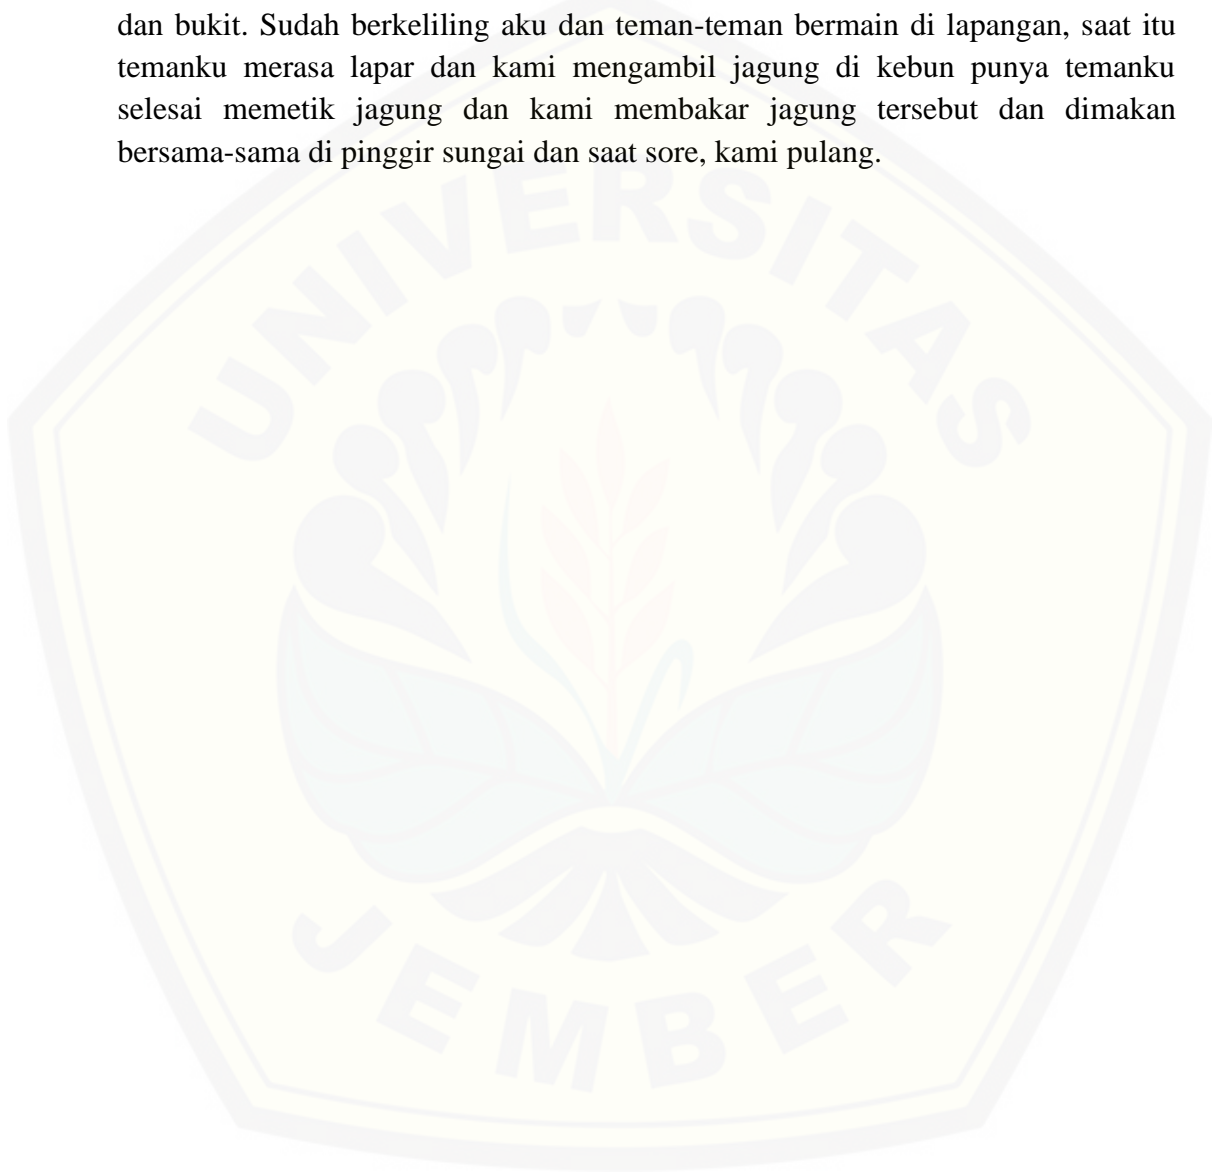 dan bukit. Sudah berkeliling aku dan teman-teman bermain di lapangan, saat itu
temanku merasa lapar dan kami mengambil jagung di kebun punya temanku
selesai memetik jagung dan kami membakar jagung tersebut dan dimakan
bersama-sama di pinggir sungai dan saat sore, kami pulang.
UNIVERSITAS
JEMBER